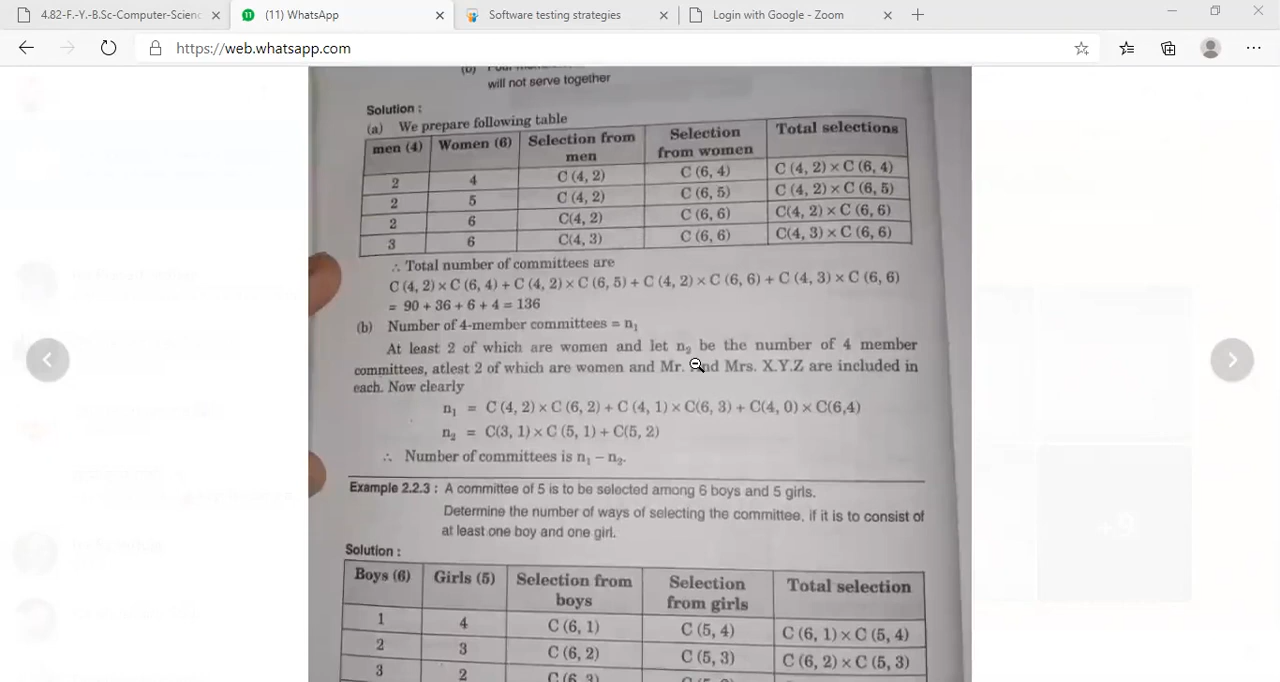 4.82-F.-Y.-B.Sc-Computer-Scienc
(11) WhatsApp
Software testing strategies
Login with Google - Zoom
https://web.whatsapp.com
will not serve together
Solution :
(a) We prepare following table
men (4) Women (6) Selection from men Selection from women Total selections
2 4 C (4, 2) C (6, 4) C (4, 2) × C (6, 4)
2 5 C (4, 2) C (6, 5) C (4, 2) × C (6, 5)
2 6 C(4, 2) C (6, 6) C(4, 2) × C (6, 6)
3 6 C(4, 3) C (6, 6) C(4, 3) × C (6, 6)
∴ Total number of committees are
C (4, 2) × C (6, 4) + C (4, 2) × C (6, 5) + C (4, 2) × C (6, 6) + C (4, 3) × C (6, 6)
= 90 + 36 + 6 + 4 = 136
(b) Number of 4-member committees = n₁
At least 2 of which are women and let n₂ be the number of 4 member
committees, atlest 2 of which are women and Mr. and Mrs. X.Y.Z are included in
each. Now clearly
n₁ = C (4, 2) × C (6, 2) + C (4, 1) × C(6, 3) + C(4, 0) × C(6,4)
n₂ = C(3, 1) × C (5, 1) + C(5, 2)
∴ Number of committees is n₁ – n₂.
Example 2.2.3 : A committee of 5 is to be selected among 6 boys and 5 girls.
Determine the number of ways of selecting the committee, if it is to consist of
at least one boy and one girl.
Solution :
Boys (6) Girls (5) Selection from boys Selection from girls Total selection
1 4 C (6, 1) C (5, 4) C (6, 1) × C (5, 4)
2 3 C (6, 2) C (5, 3) C (6, 2) × C (5, 3)
3 2 C (6, 3)
+9